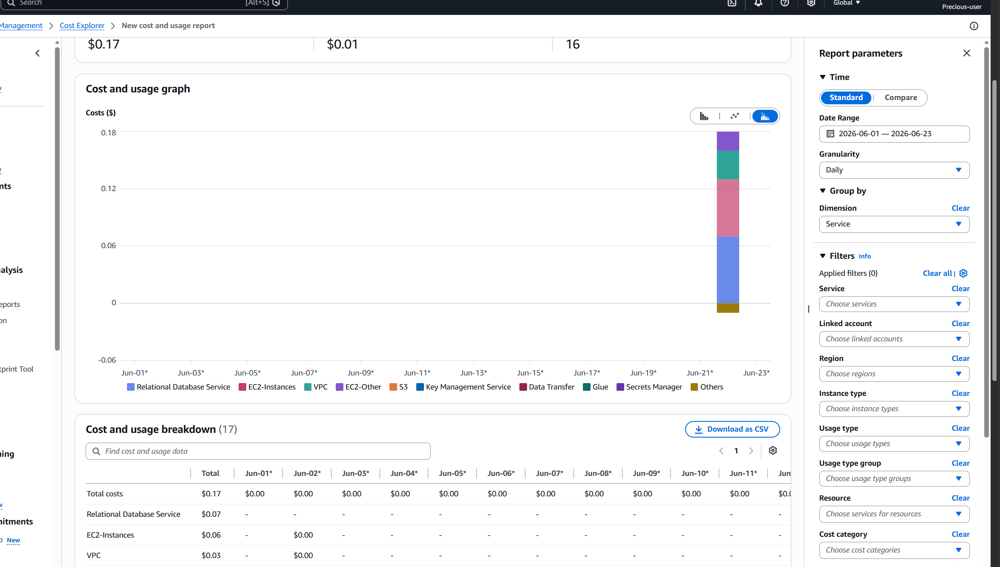 Search [Alt+S] Global Precious-user
Management Cost Explorer New cost and usage report
$0.17 $0.01 16
Cost and usage graph
Costs ($)
0.18
0.12
0.06
0
-0.06
Jun-01* Jun-03* Jun-05* Jun-07* Jun-09* Jun-11* Jun-13* Jun-15* Jun-17* Jun-19* Jun-21* Jun-23*
Relational Database Service EC2-Instances VPC EC2-Other S3 Key Management Service Data Transfer Glue Secrets Manager Others
Cost and usage breakdown (17)
Download as CSV
Find cost and usage data
1
Total Jun-01* Jun-02* Jun-03* Jun-04* Jun-05* Jun-06* Jun-07* Jun-08* Jun-09* Jun-10* Jun-11* Jun
Total costs $0.17 $0.00 $0.00 $0.00 $0.00 $0.00 $0.00 $0.00 $0.00 $0.00 $0.00 $0.00 $0.0
Relational Database Service $0.07 - - - - - - - - - - - -
EC2-Instances $0.06 - $0.00 - - - - - - - - - -
VPC $0.03 - $0.00 - - - - - - - - - -
nts
alysis
eports
on
tprint Tool
ning
nitments
New
Report parameters
Time
Standard Compare
Date Range
2026-06-01 — 2026-06-23
Granularity
Daily
Group by
Dimension Clear
Service
Filters Info
Applied filters (0) Clear all
Service Clear
Choose services
Linked account Clear
Choose linked accounts
Region Clear
Choose regions
Instance type Clear
Choose instance types
Usage type Clear
Choose usage types
Usage type group Clear
Choose usage type groups
Resource Clear
Choose services for resources
Cost category Clear
Choose cost categories